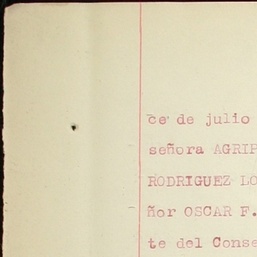 ce de julio
señora AGRIP
RODRIGUEZ LO
ñor OSCAR F.
te del Conse